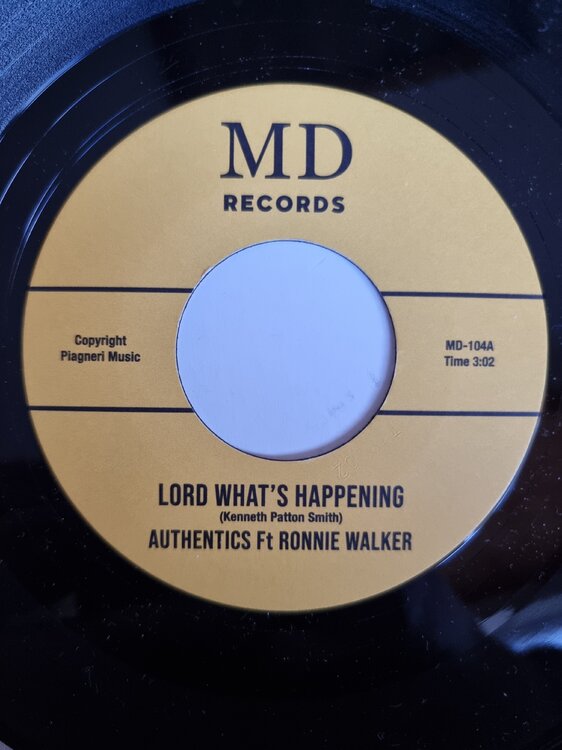 MD
RECORDS
Copyright
Piagneri Music
MD-104A
Time 3:02
LORD WHAT'S HAPPENING
(Kenneth Patton Smith)
AUTHENTICS Ft RONNIE WALKER